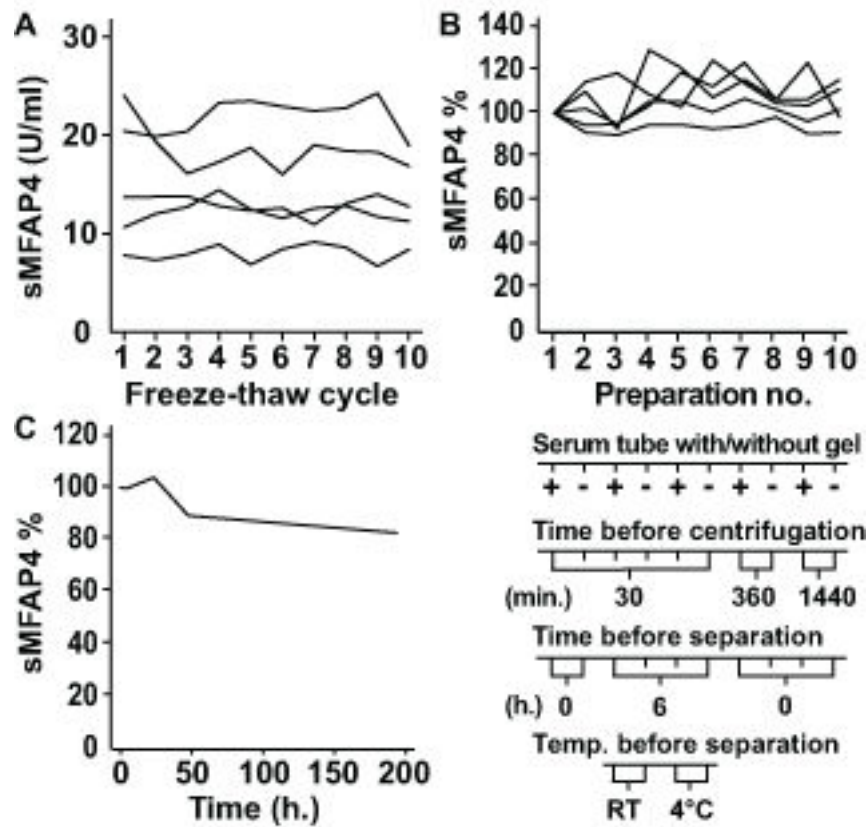 A
sMFAP4 (U/ml)
30
20
10
0
1 2 3 4 5 6 7 8 9 10
Freeze-thaw cycle
B
sMFAP4 %
140
120
100
80
60
40
20
0
1 2 3 4 5 6 7 8 9 10
Preparation no.
C
sMFAP4 %
120
100
80
60
40
20
0
0 50 100 150 200
Time (h.)
Serum tube with/without gel
+ - + - + - + - + -
Time before centrifugation
(min.) 30 360 1440
Time before separation
(h.) 0 6 0
Temp. before separation
RT 4°C